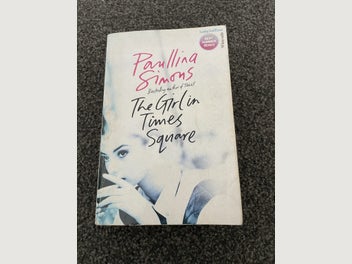 Paullina
Simons
Bestselling author of Tully
The Girl in
Times
Square